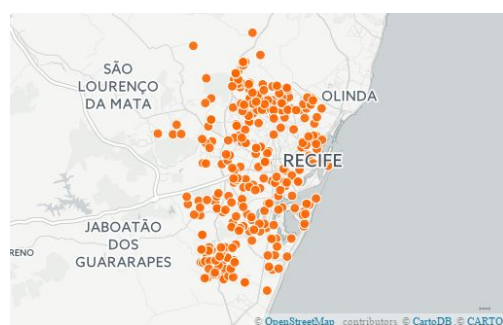 SÃO
LOURENÇO
DA MATA
OLINDA
RECIFE
JABOATÃO
DOS
GUARARAPES
RENO
© OpenStreetMap contributors © CartoDB, © CARTO